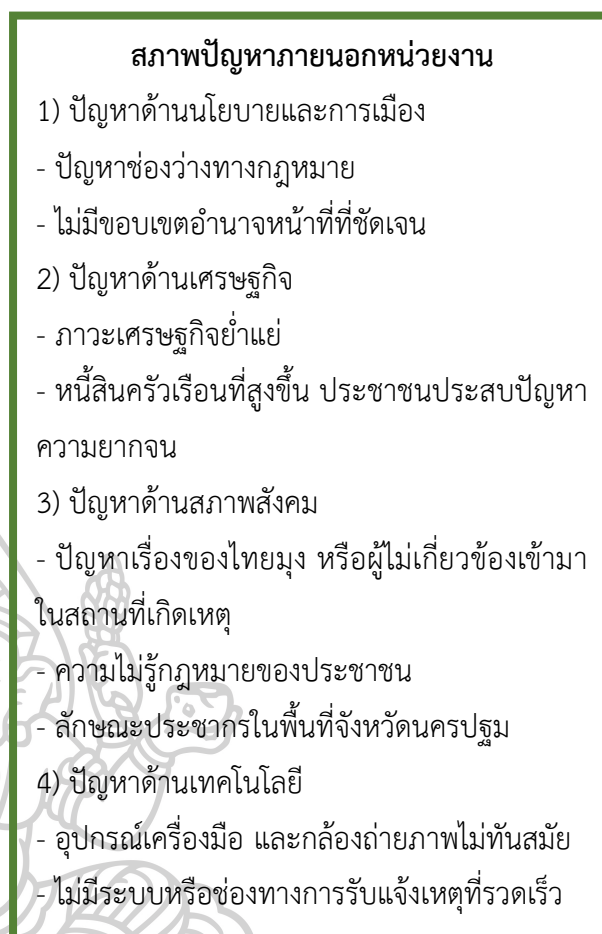 สภาพปัญหาภายนอกหน่วยงาน
1) ปัญหาด้านนโยบายและการเมือง
- ปัญหาช่องว่างทางกฎหมาย
- ไม่มีขอบเขตอำนาจหน้าที่ที่ชัดเจน
2) ปัญหาด้านเศรษฐกิจ
- ภาวะเศรษฐกิจย่ำแย่
- หนี้สินครัวเรือนที่สูงขึ้น ประชาชนประสบปัญหา
ความยากจน
3) ปัญหาด้านสภาพสังคม
- ปัญหาเรื่องของไทยมุง หรือผู้ไม่เกี่ยวข้องเข้ามา
ในสถานที่เกิดเหตุ
- ความไม่รู้กฎหมายของประชาชน
- ลักษณะประชากรในพื้นที่จังหวัดนครปฐม
4) ปัญหาด้านเทคโนโลยี
- อุปกรณ์เครื่องมือ และกล้องถ่ายภาพไม่ทันสมัย
- ไม่มีระบบหรือช่องทางการรับแจ้งเหตุที่รวดเร็ว